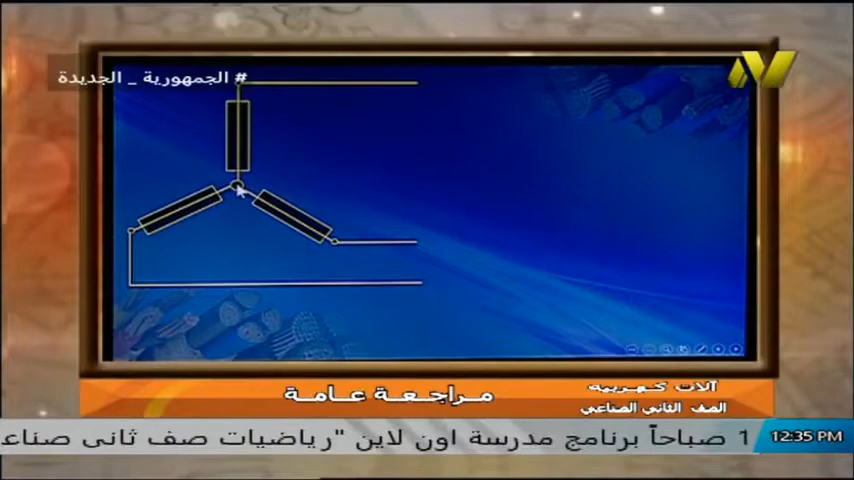 # الجمهورية _ الجديدة
آلات كهربيه
مراجعة عامة
الصف الثاني الصناعي
1 صباحاً برنامج مدرسة اون لاين "رياضيات صف ثانى صناع
12:35 PM